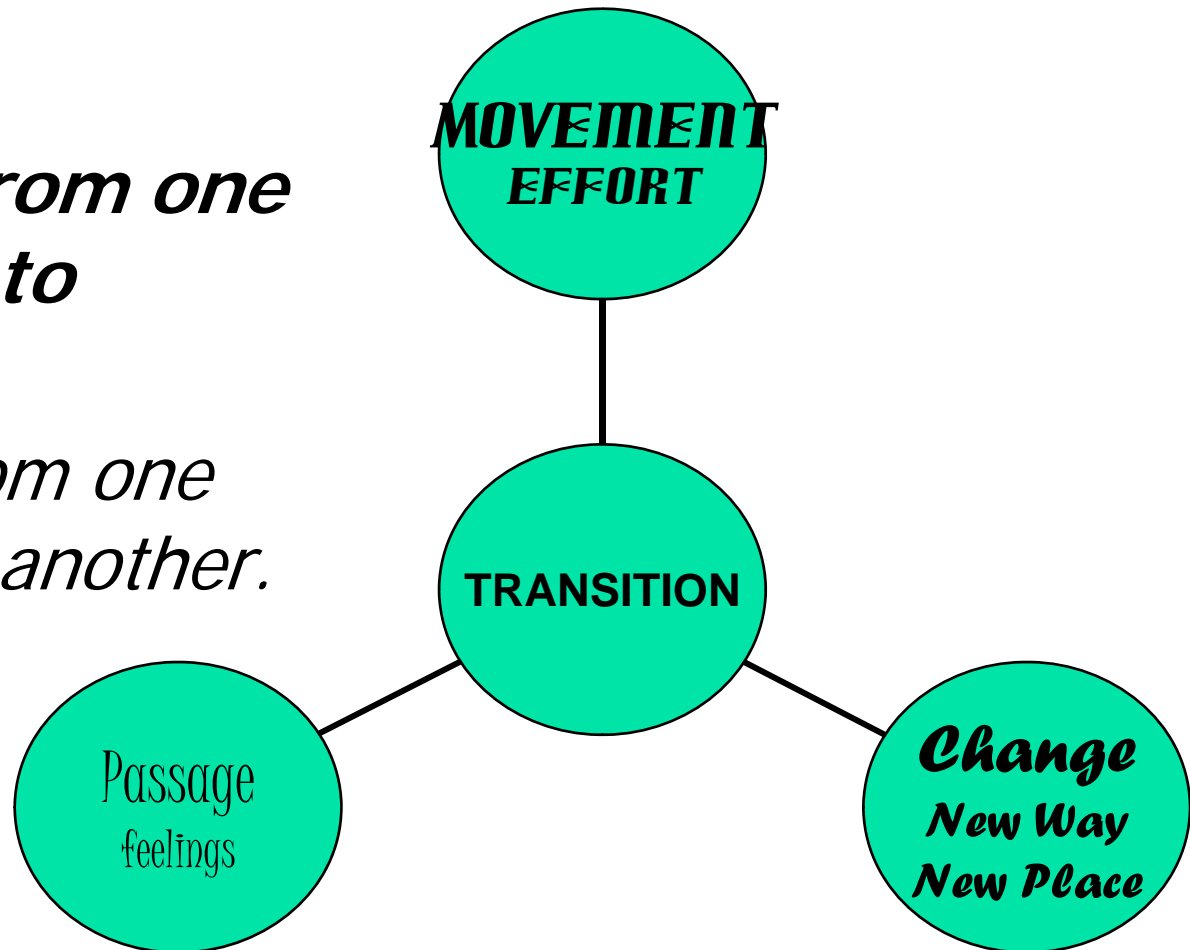 MOVEMENT
EFFORT
rom one
to
om one
another.
TRANSITION
Passage
feelings
Change
New Way
New Place